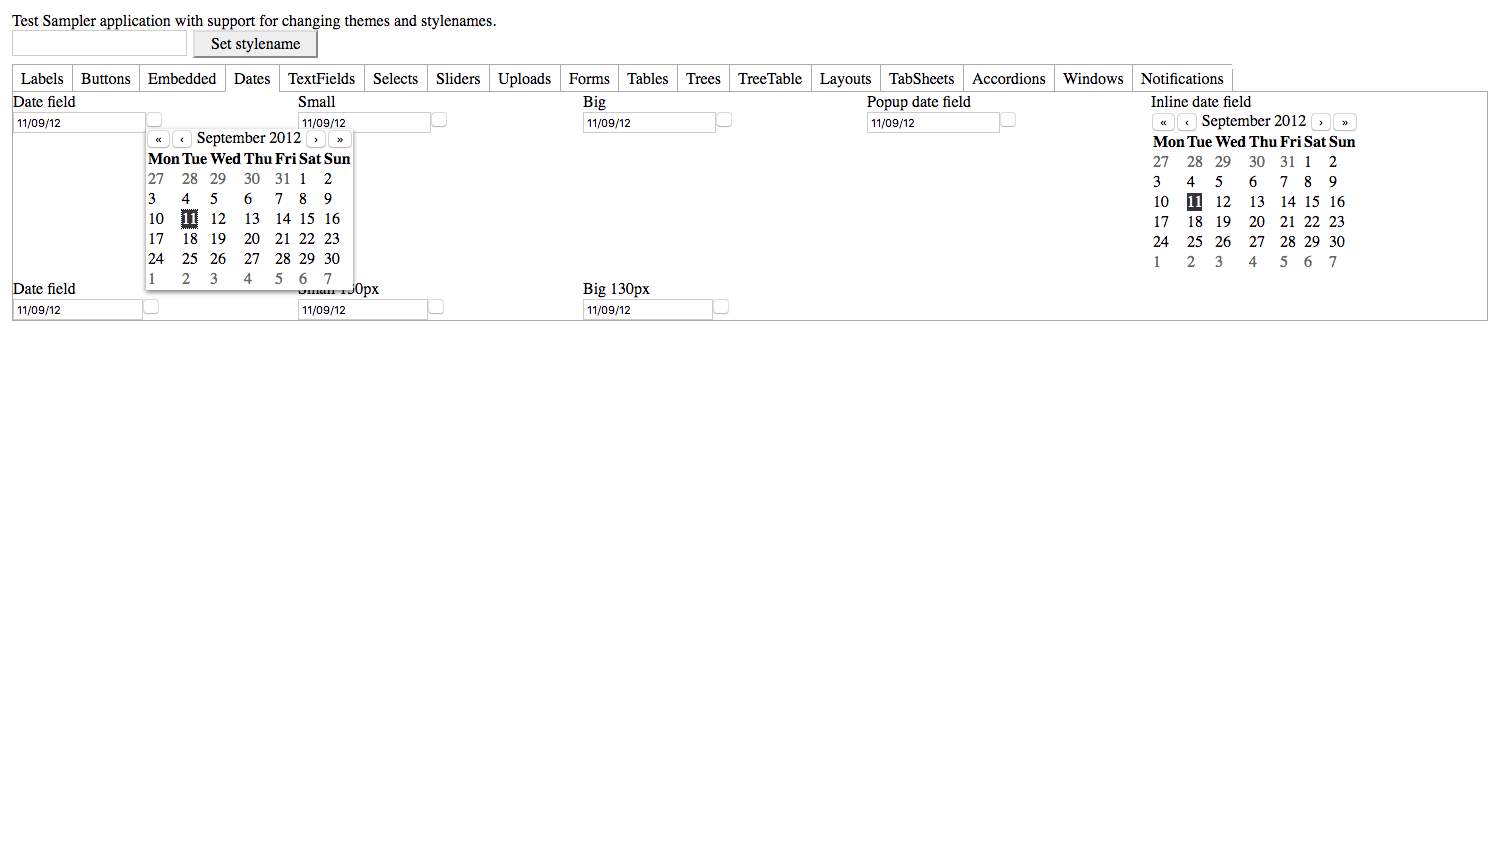 Test Sampler application with support for changing themes and stylenames.
Set stylename
Labels Buttons Embedded Dates TextFields Selects Sliders Uploads Forms Tables Trees TreeTable Layouts TabSheets Accordions Windows Notifications
Date field Small Big Popup date field Inline date field
11/09/12 11/09/12 11/09/12 11/09/12
« ‹ September 2012 › »
Mon Tue Wed Thu Fri Sat Sun
27 28 29 30 31 1 2
3 4 5 6 7 8 9
10 11 12 13 14 15 16
17 18 19 20 21 22 23
24 25 26 27 28 29 30
1 2 3 4 5 6 7
« ‹ September 2012 › »
Mon Tue Wed Thu Fri Sat Sun
27 28 29 30 31 1 2
3 4 5 6 7 8 9
10 11 12 13 14 15 16
17 18 19 20 21 22 23
24 25 26 27 28 29 30
1 2 3 4 5 6 7
Date field Small 130px Big 130px
11/09/12 11/09/12 11/09/12